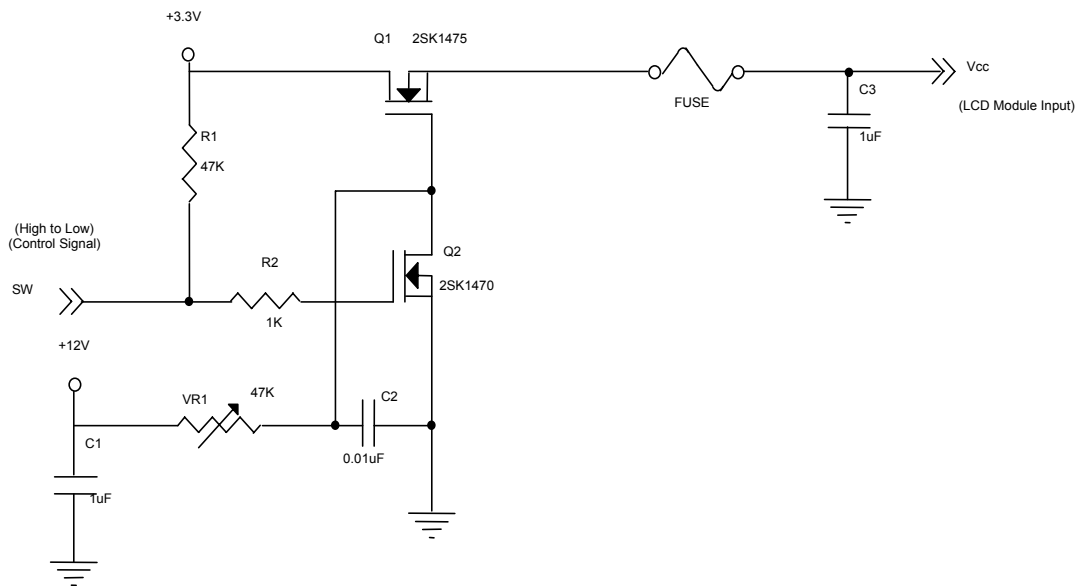 +3.3V
Q1
2SK1475
Vcc
C3
FUSE
(LCD Module Input)
R1
1uF
47K
(High to Low)
(Control Signal)
Q2
R2
SW
2SK1470
1K
+12V
VR1
47K
C2
C1
0.01uF
1uF